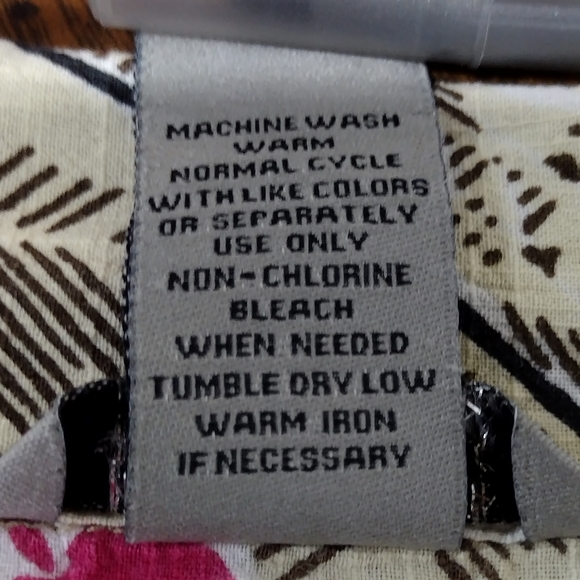 MACHINE WASH
WARM
NORMAL CYCLE
WITH LIKE COLORS
OR SEPARATELY
USE ONLY
NON-CHLORINE
BLEACH
WHEN NEEDED
TUMBLE DRY LOW
WARM IRON
IF NECESSARY